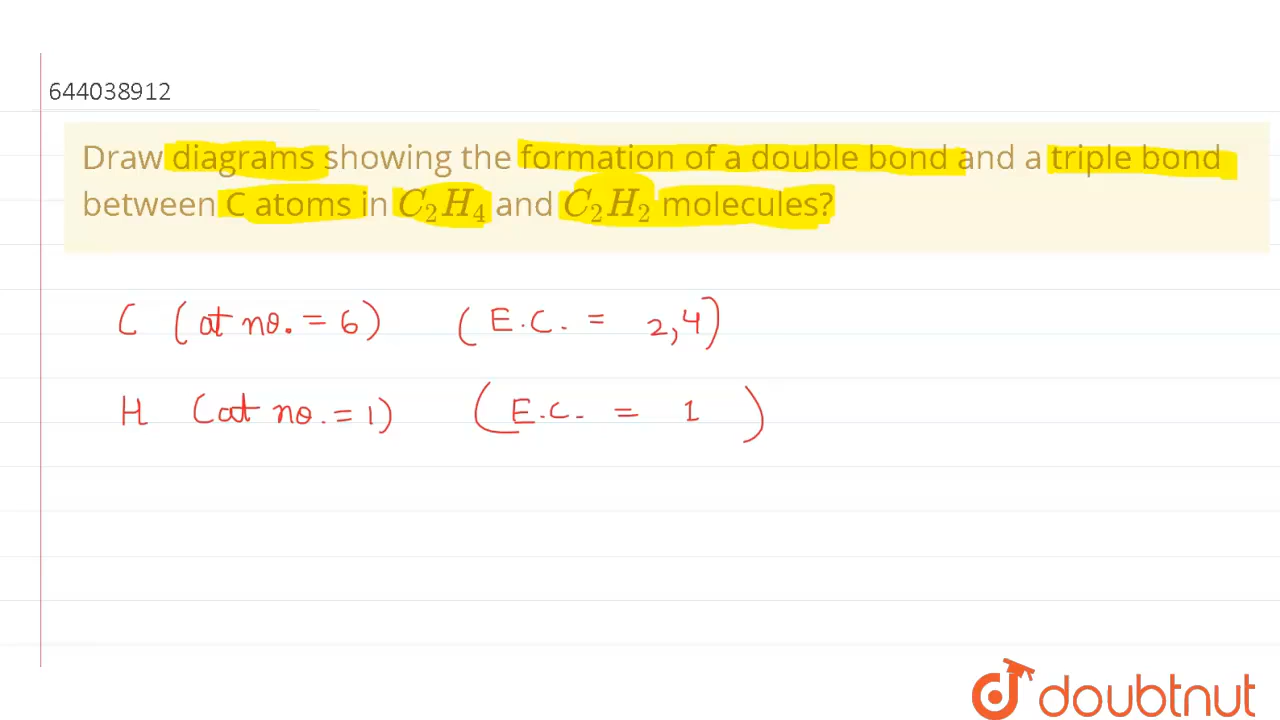 644038912
Draw diagrams showing the formation of a double bond and a triple bond
between C atoms in C₂H₄ and C₂H₂ molecules?
C (at no. = 6) (E.C. = 2,4)
H (at no. = 1) (E.C. = 1 )
doubtnut